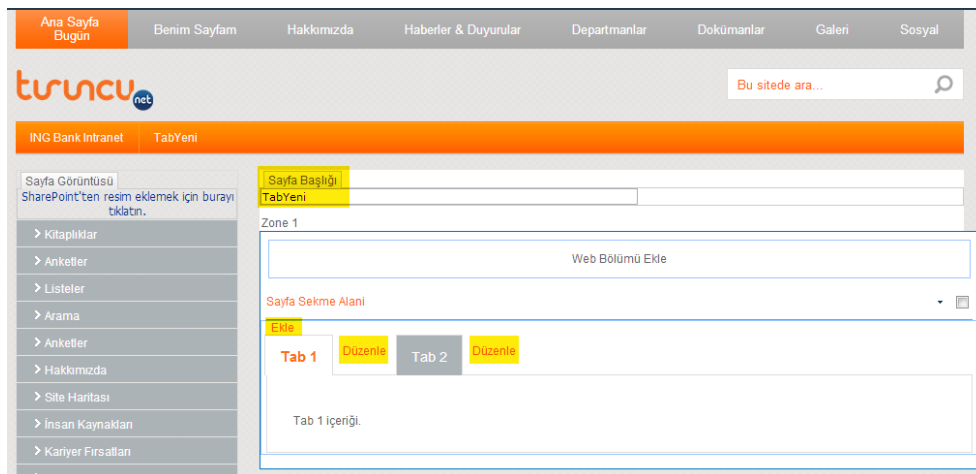 Ana Sayfa
Bugün
Benim Sayfam
Hakkımızda
Haberler & Duyurular
Departmanlar
Dokümanlar
Galeri
Sosyal
turuncu net
Bu sitede ara...
ING Bank Intranet
TabYeni
Sayfa Görüntüsü
SharePoint'ten resim eklemek için burayı
tıklatın.
> Kitaplıklar
> Anketler
> Listeler
> Arama
> Anketler
> Hakkımızda
> Site Haritası
> İnsan Kaynakları
> Kariyer Fırsatları
Sayfa Başlığı
TabYeni
Zone 1
Web Bölümü Ekle
Sayfa Sekme Alani
Ekle
Tab 1
Düzenle
Tab 2
Düzenle
Tab 1 içeriği.